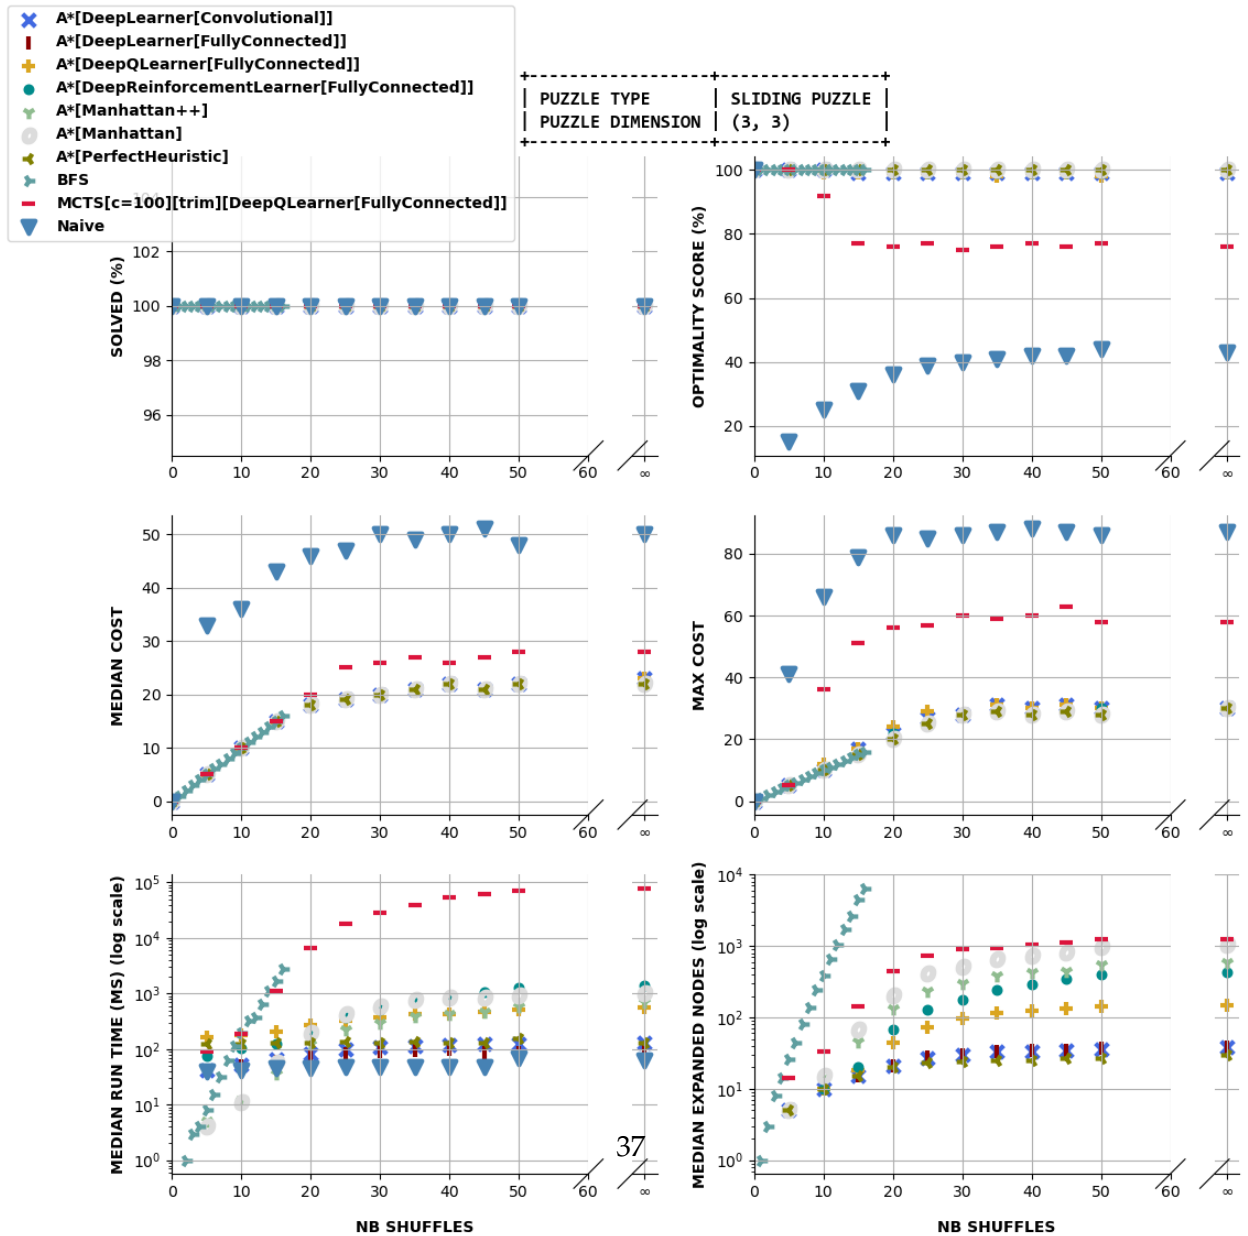 A*[DeepLearner[Convolutional]]
A*[DeepLearner[FullyConnected]]
A*[DeepQLearner[FullyConnected]]
A*[DeepReinforcementLearner[FullyConnected]]
A*[Manhattan++]
A*[Manhattan]
A*[PerfectHeuristic]
BFS
MCTS[c=100][trim][DeepQLearner[FullyConnected]]
Naive
PUZZLE TYPE SLIDING PUZZLE
PUZZLE DIMENSION (3, 3)
SOLVED (%)
104
102
100
98
96
0 10 20 30 40 50 60 ∞
OPTIMALITY SCORE (%)
100
80
60
40
20
0 10 20 30 40 50 60 ∞
MEDIAN COST
50
40
30
20
10
0
0 10 20 30 40 50 60 ∞
MAX COST
80
60
40
20
0
0 10 20 30 40 50 60 ∞
MEDIAN RUN TIME (MS) (log scale)
10⁵
10⁴
10³
10²
10¹
10⁰
0 10 20 30 40 50 60 ∞
NB SHUFFLES
MEDIAN EXPANDED NODES (log scale)
10⁴
10³
10²
10¹
10⁰
0 10 20 30 40 50 60 ∞
NB SHUFFLES
37